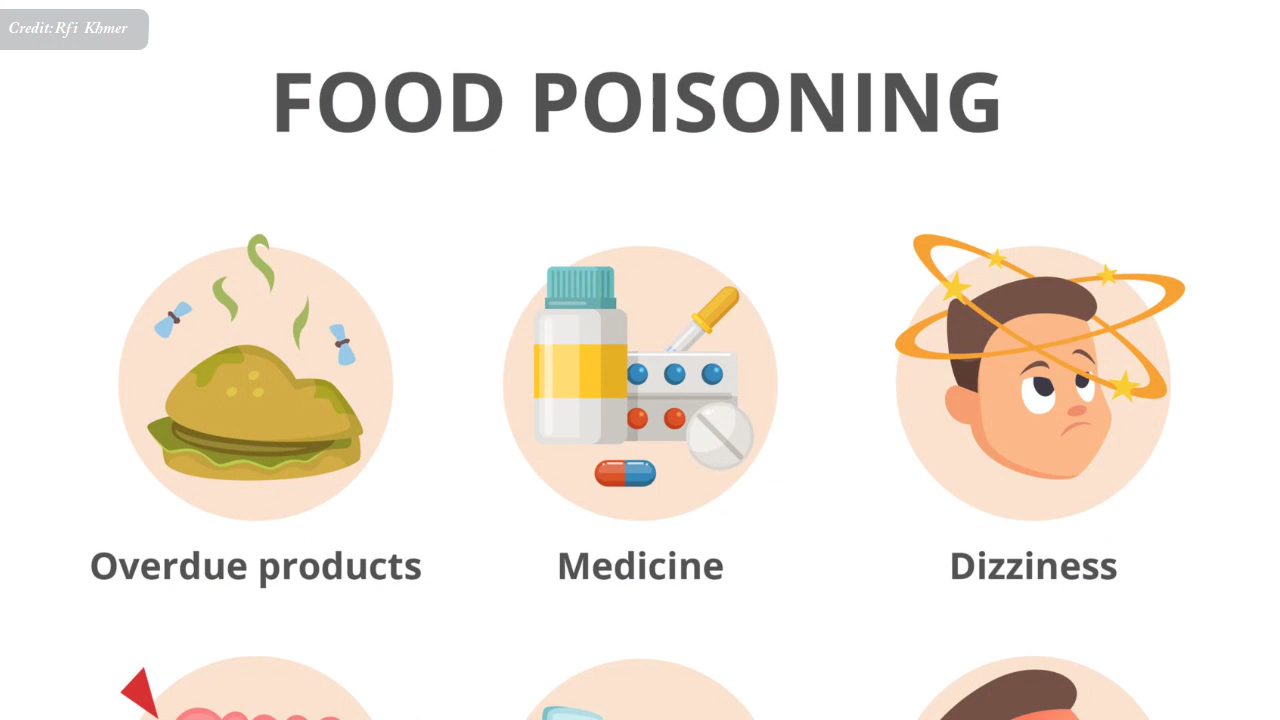 Credit:Rfi Khmer
FOOD POISONING
Overdue products
Medicine
Dizziness